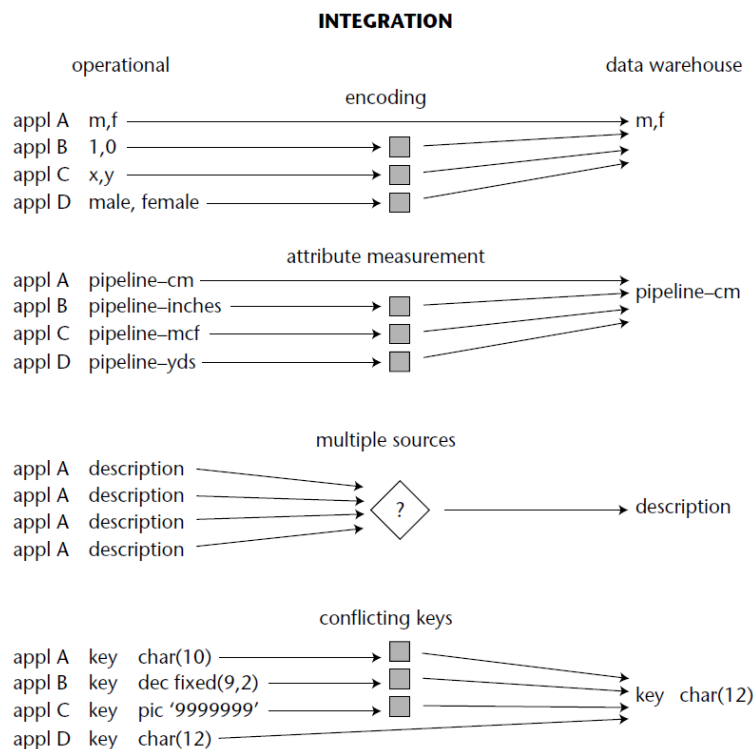 INTEGRATION
operational data warehouse
encoding
appl A m,f m,f
appl B 1,0
appl C x,y
appl D male, female
attribute measurement
appl A pipeline–cm pipeline–cm
appl B pipeline–inches
appl C pipeline–mcf
appl D pipeline–yds
multiple sources
appl A description
appl A description
? description
appl A description
appl A description
conflicting keys
appl A key char(10)
appl B key dec fixed(9,2)
key char(12)
appl C key pic ‘9999999’
appl D key char(12)